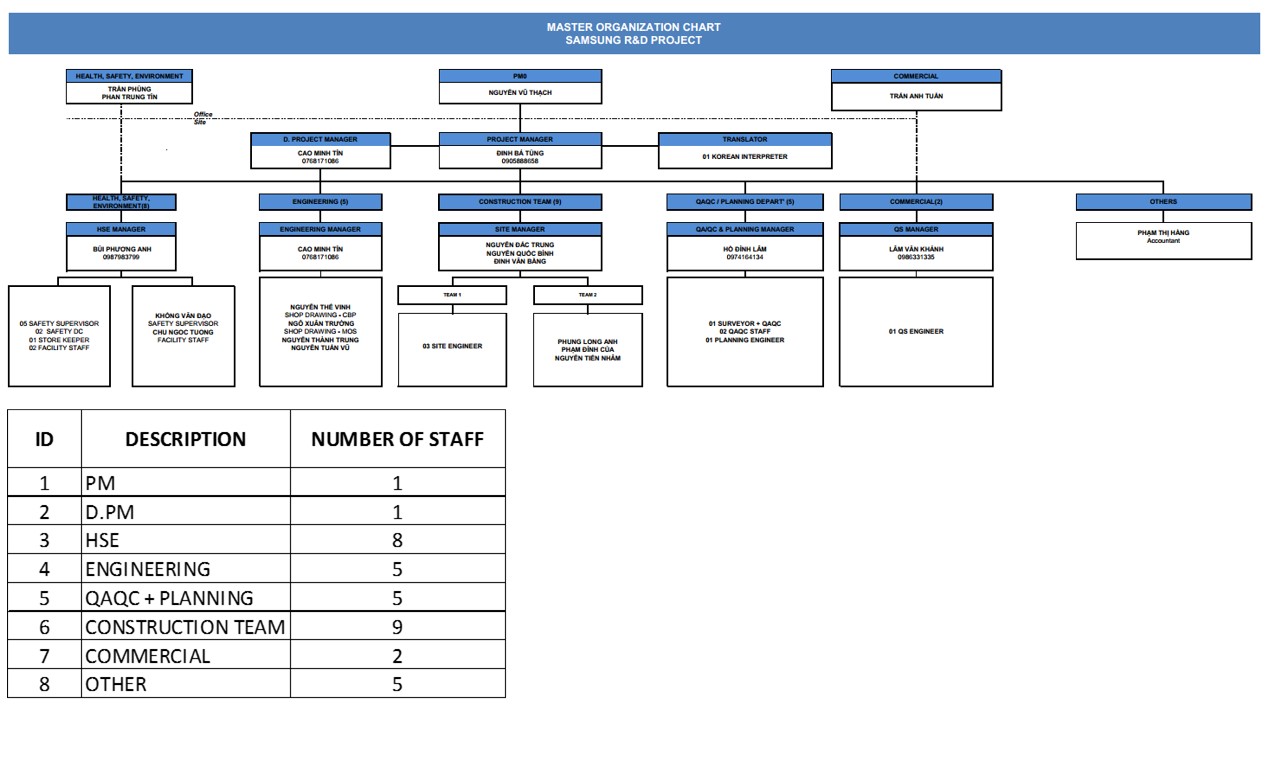 MASTER ORGANIZATION CHART
SAMSUNG R&D PROJECT
HEALTH, SAFETY, ENVIRONMENT
TRẦN PHÙNG
PHAN TRUNG TÍN
PM0
NGUYỄN VŨ THẠCH
COMMERCIAL
TRẦN ANH TUẤN
Office
Site
D. PROJECT MANAGER
CAO MINH TÍN
0768171086
PROJECT MANAGER
ĐINH BÁ TÙNG
0905888658
TRANSLATOR
01 KOREAN INTERPRETER
HEALTH, SAFETY,
ENVIRONMENT(8)
HSE MANAGER
BÙI PHƯƠNG ANH
0987983799
05 SAFETY SUPERVISOR
02 SAFETY DC
01 STORE KEEPER
02 FACILITY STAFF
KHỔNG VĂN ĐẠO
SAFETY SUPERVISOR
CHU NGOC TUONG
FACILITY STAFF
ENGINEERING (5)
ENGINEERING MANAGER
CAO MINH TÍN
0768171086
NGUYỄN THẾ VINH
SHOP DRAWING - CBP
NGÔ XUÂN TRƯỜNG
SHOP DRAWING - MOS
NGUYỄN THÀNH TRUNG
NGUYỄN TUẤN VŨ
CONSTRUCTION TEAM (9)
SITE MANAGER
NGUYỄN ĐẮC TRUNG
NGUYỄN QUỐC BÌNH
ĐINH VĂN BẰNG
TEAM 1
03 SITE ENGINEER
TEAM 2
PHUNG LONG ANH
PHẠM ĐÌNH CỦA
NGUYỄN TIẾN NHÂM
QAQC / PLANNING DEPART' (5)
QA/QC & PLANNING MANAGER
HỒ ĐÌNH LÂM
0974164134
01 SURVEYOR + QAQC
02 QAQC STAFF
01 PLANNING ENGINEER
COMMERCIAL(2)
QS MANAGER
LÂM VĂN KHÁNH
0986331335
01 QS ENGINEER
OTHERS
PHẠM THỊ HẰNG
Accountant
ID DESCRIPTION NUMBER OF STAFF
1 PM 1
2 D.PM 1
3 HSE 8
4 ENGINEERING 5
5 QAQC + PLANNING 5
6 CONSTRUCTION TEAM 9
7 COMMERCIAL 2
8 OTHER 5